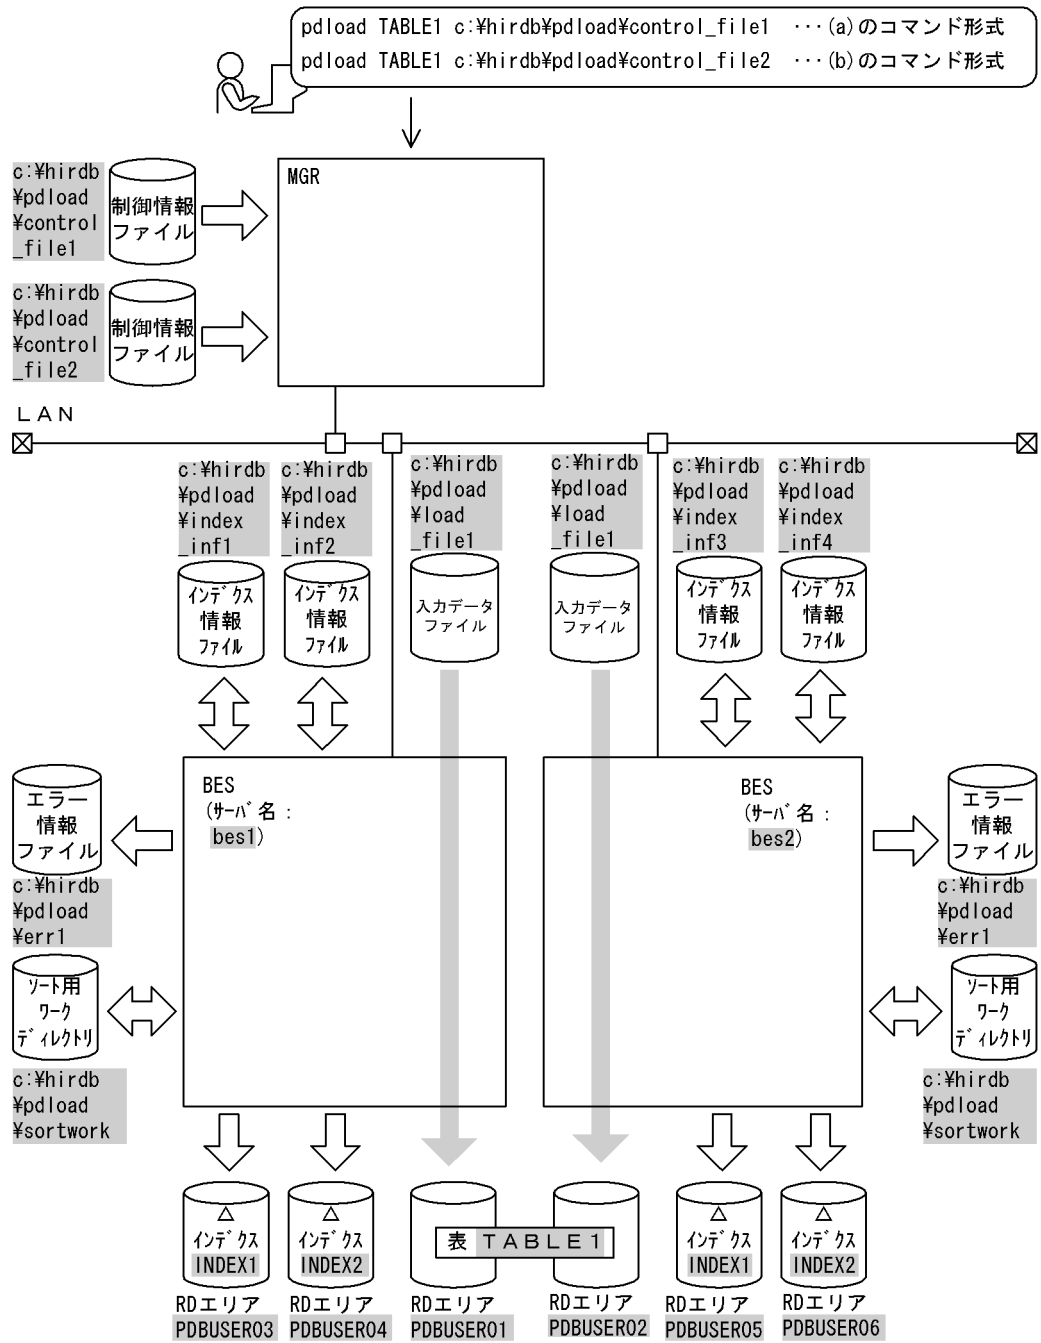 pdload TABLE1 c:¥hirdb¥pdload¥control_file1 ･･･(a)のコマンド形式
pdload TABLE1 c:¥hirdb¥pdload¥control_file2 ･･･(b)のコマンド形式
c:¥hirdb
¥pdload
¥control
_file1
制御情報
ファイル
MGR
c:¥hirdb
¥pdload
¥control
_file2
制御情報
ファイル
ＬＡＮ
c:¥hirdb
¥pdload
¥index
_inf1
c:¥hirdb
¥pdload
¥index
_inf2
c:¥hirdb
¥pdload
¥load
_file1
c:¥hirdb
¥pdload
¥load
_file1
c:¥hirdb
¥pdload
¥index
_inf3
c:¥hirdb
¥pdload
¥index
_inf4
ｲﾝﾃﾞｸｽ
情報
ﾌｧｲﾙ
ｲﾝﾃﾞｸｽ
情報
ﾌｧｲﾙ
入力データ
ファイル
入力データ
ファイル
ｲﾝﾃﾞｸｽ
情報
ﾌｧｲﾙ
ｲﾝﾃﾞｸｽ
情報
ﾌｧｲﾙ
エラー
情報
ファイル
c:¥hirdb
¥pdload
¥err1
BES
(ｻｰﾊﾞ名：
bes1)
BES
(ｻｰﾊﾞ名：
bes2)
エラー
情報
ファイル
c:¥hirdb
¥pdload
¥err1
ｿｰﾄ用
ﾜｰｸ
ﾃﾞｨﾚｸﾄﾘ
c:¥hirdb
¥pdload
¥sortwork
ｿｰﾄ用
ﾜｰｸ
ﾃﾞｨﾚｸﾄﾘ
c:¥hirdb
¥pdload
¥sortwork
ｲﾝﾃﾞｸｽ
INDEX1
ｲﾝﾃﾞｸｽ
INDEX2
表 ＴＡＢＬＥ１
ｲﾝﾃﾞｸｽ
INDEX1
ｲﾝﾃﾞｸｽ
INDEX2
RDエリア
PDBUSER03
RDエリア
PDBUSER04
RDエリア
PDBUSER01
RDエリア
PDBUSER02
RDエリア
PDBUSER05
RDエリア
PDBUSER06